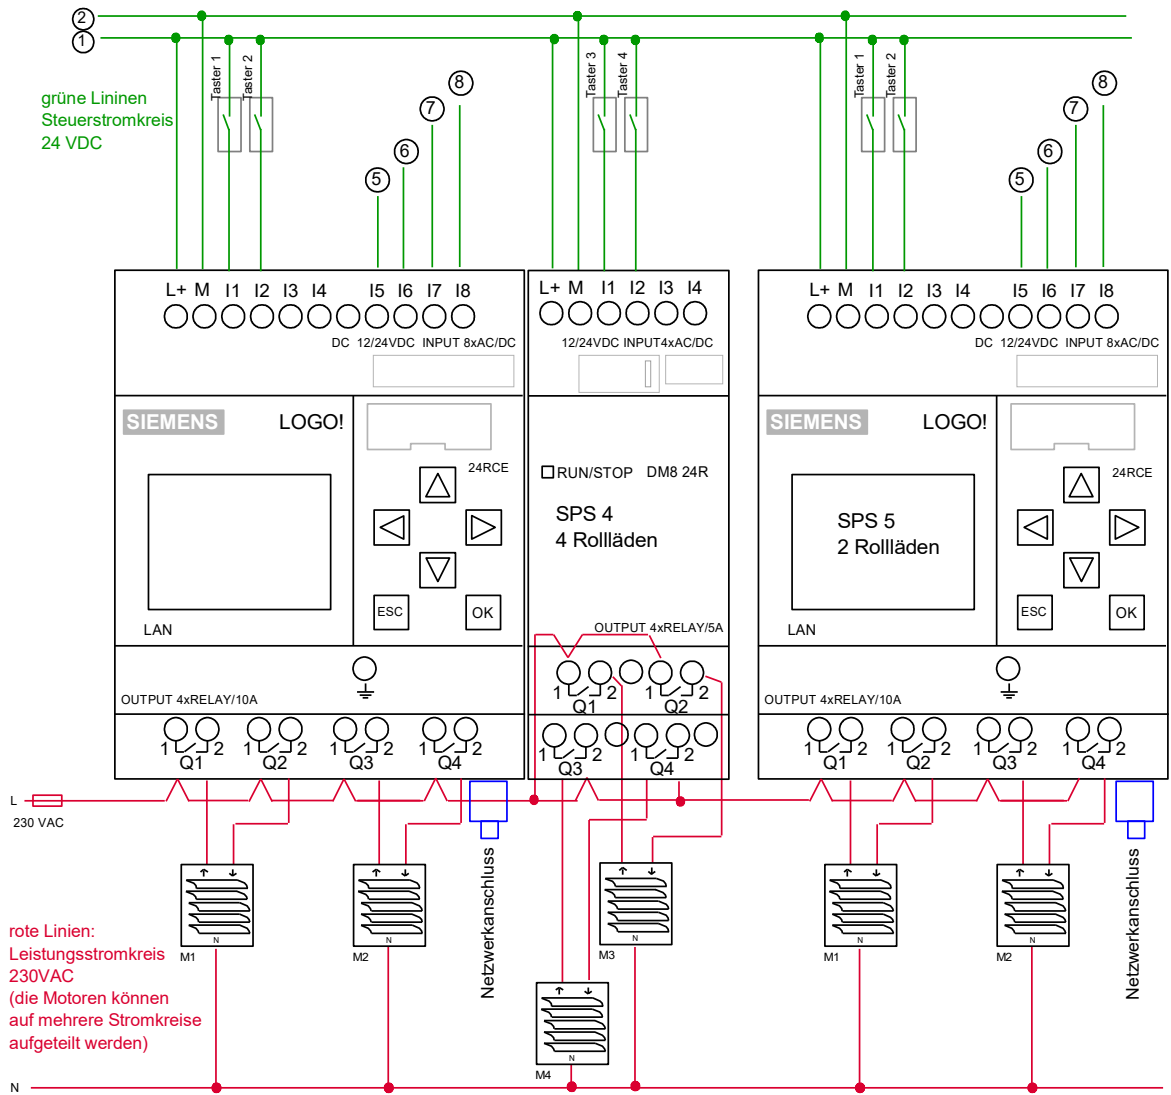 2
1
grüne Lininen
Steuerstromkreis
24 VDC
Taster 1
Taster 2
Taster 3
Taster 4
Taster 1
Taster 2
5
6
7
8
5
6
7
8
L+ M I1 I2 I3 I4 I5 I6 I7 I8
DC 12/24VDC INPUT 8xAC/DC
L+ M I1 I2 I3 I4
12/24VDC INPUT4xAC/DC
L+ M I1 I2 I3 I4 I5 I6 I7 I8
DC 12/24VDC INPUT 8xAC/DC
SIEMENS LOGO!
24RCE
ESC
OK
LAN
OUTPUT 4xRELAY/10A
1 2 1 2 1 2 1 2
Q1 Q2 Q3 Q4
RUN/STOP DM8 24R
SPS 4
4 Rollläden
OUTPUT 4xRELAY/5A
1 2 1 2
Q1 Q2
1 2 1 2
Q3 Q4
SIEMENS LOGO!
24RCE
SPS 5
2 Rollläden
ESC
OK
LAN
OUTPUT 4xRELAY/10A
1 2 1 2 1 2 1 2
Q1 Q2 Q3 Q4
L
230 VAC
Netzwerkanschluss
Netzwerkanschluss
N
M1
N
M2
N
M3
N
M4
N
M1
N
M2
rote Linien:
Leistungsstromkreis
230VAC
(die Motoren können
auf mehrere Stromkreise
aufgeteilt werden)
N